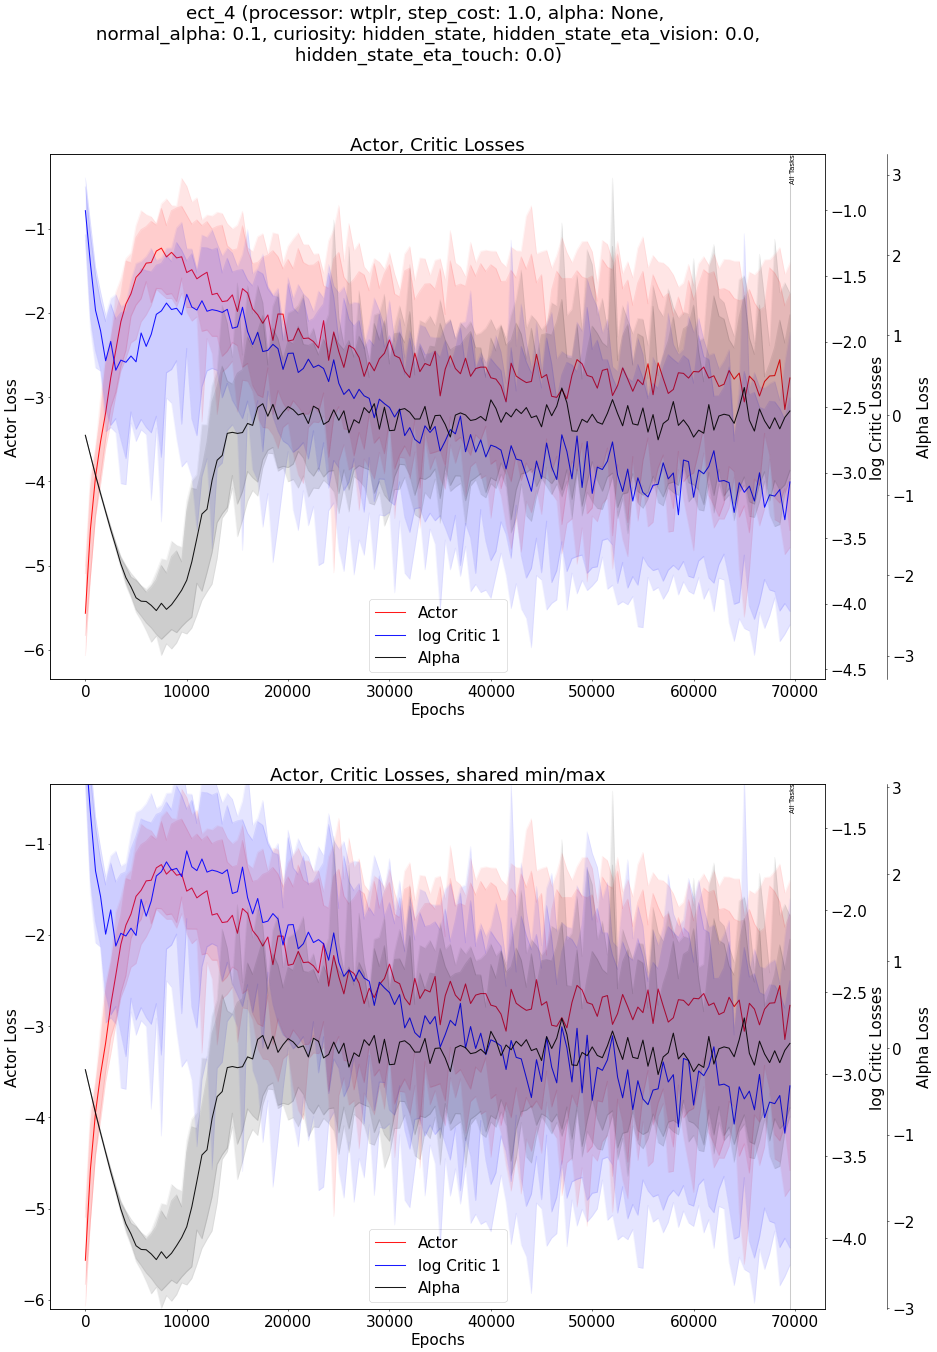 ect_4 (processor: wtplr, step_cost: 1.0, alpha: None,
normal_alpha: 0.1, curiosity: hidden_state, hidden_state_eta_vision: 0.0,
hidden_state_eta_touch: 0.0)
Actor, Critic Losses
All Tasks
−1
−2
−3
−4
−5
−6
Actor Loss
−1.0
−1.5
−2.0
−2.5
−3.0
−3.5
−4.0
−4.5
log Critic Losses
3
2
1
0
−1
−2
−3
Alpha Loss
Actor
log Critic 1
Alpha
0 10000 20000 30000 40000 50000 60000 70000
Epochs
Actor, Critic Losses, shared min/max
All Tasks
−1
−2
−3
−4
−5
−6
Actor Loss
−1.5
−2.0
−2.5
−3.0
−3.5
−4.0
log Critic Losses
3
2
1
0
−1
−2
−3
Alpha Loss
Actor
log Critic 1
Alpha
0 10000 20000 30000 40000 50000 60000 70000
Epochs